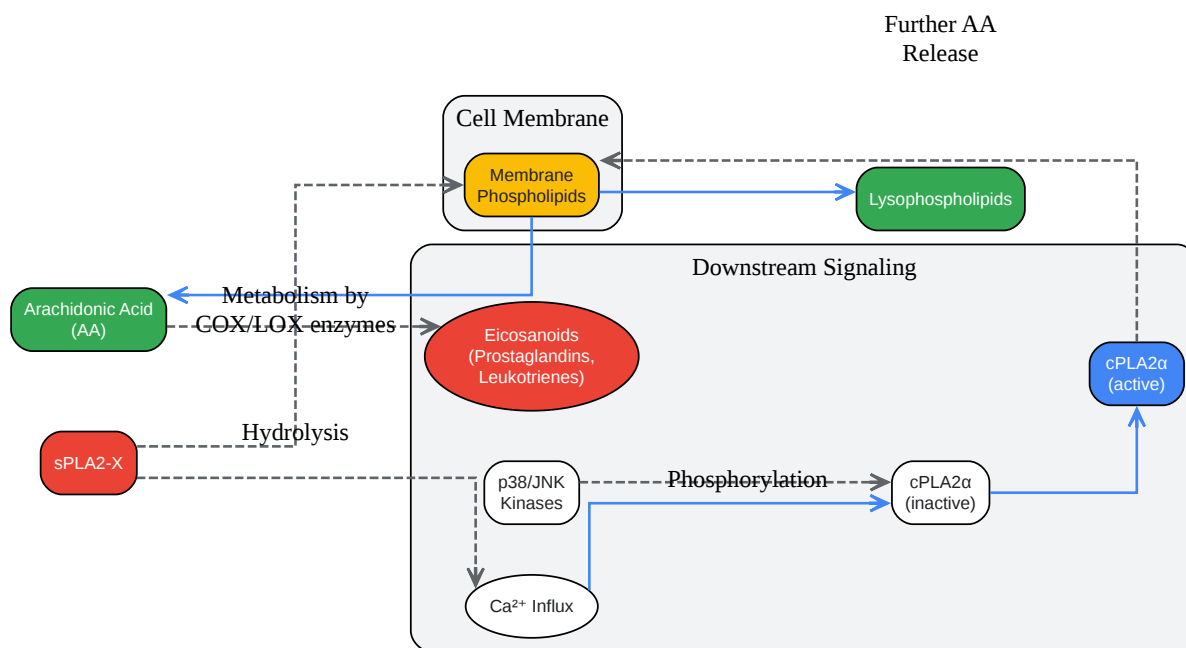 Further AA
Release
Cell Membrane
Membrane
Phospholipids
Lysophospholipids
Downstream Signaling
Arachidonic Acid
(AA)
Metabolism by
COX/LOX enzymes
Eicosanoids
(Prostaglandins,
Leukotrienes)
cPLA2α
(active)
Hydrolysis
sPLA2-X
p38/JNK
Kinases
Phosphorylation
cPLA2α
(inactive)
Ca²⁺ Influx